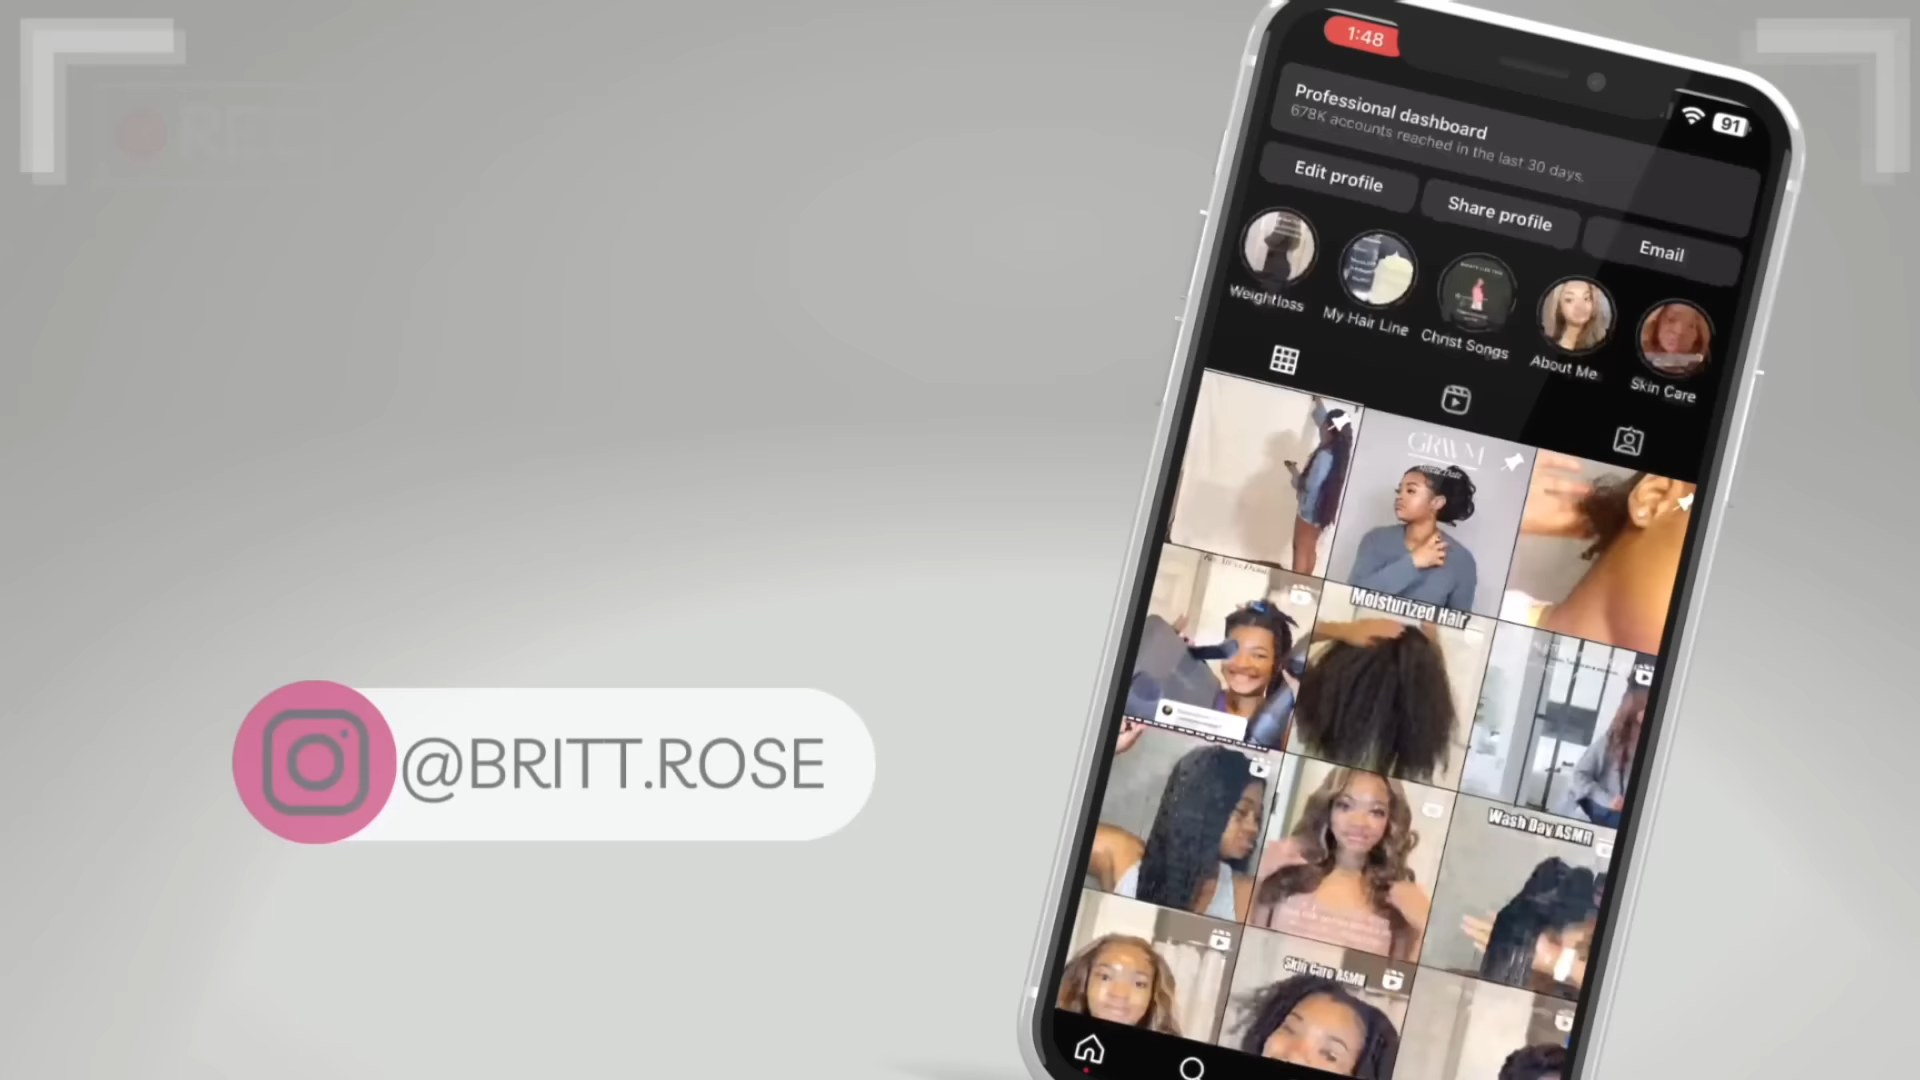 REC
1:48
91
Professional dashboard
678K accounts reached in the last 30 days.
Edit profile
Share profile
Email
Weightloss
My Hair Line
Christ Songs
About Me
Skin Care
GRWM
Moisturized Hair
@BRITT.ROSE
Wash Day ASMR
Skin Care ASMR